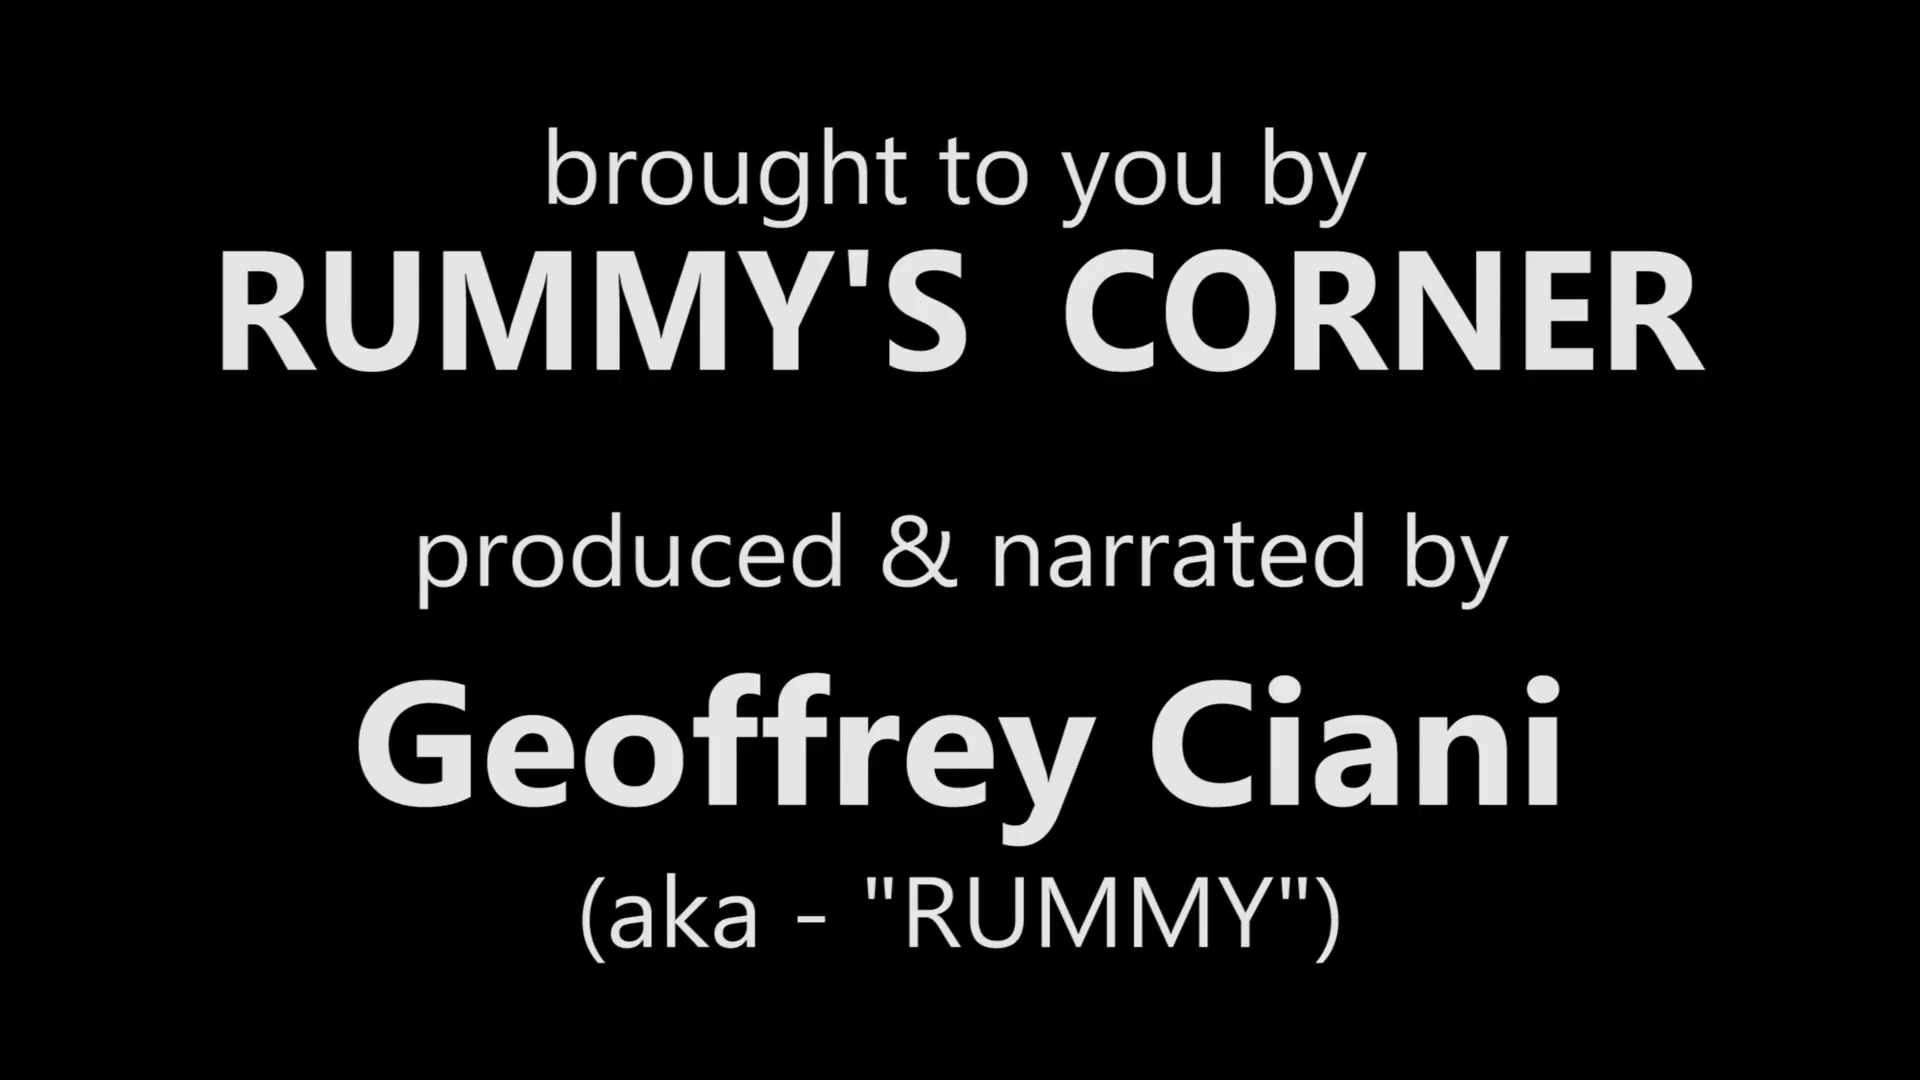 brought to you by
RUMMY'S CORNER
produced & narrated by
Geoffrey Ciani
(aka - "RUMMY")